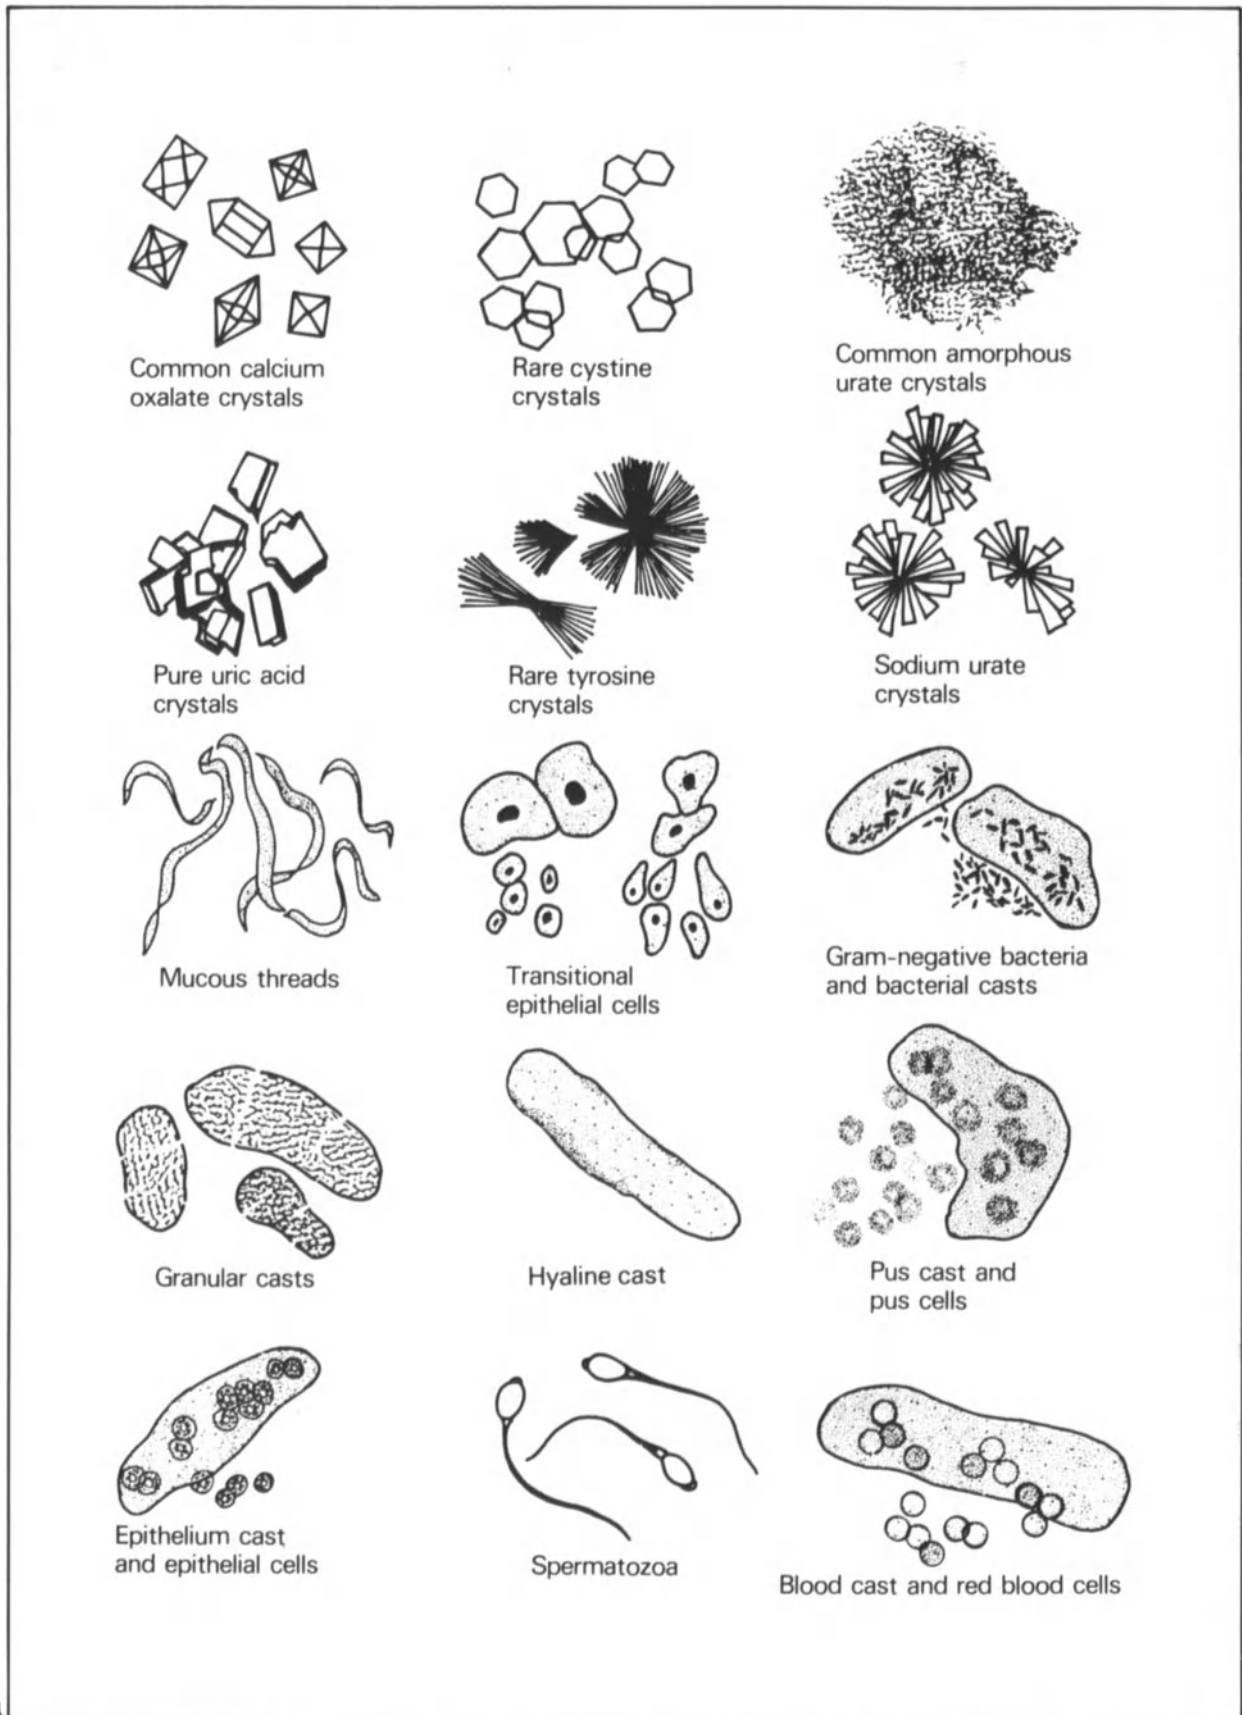 Common calcium
oxalate crystals
Rare cystine
crystals
Common amorphous
urate crystals
Pure uric acid
crystals
Rare tyrosine
crystals
Sodium urate
crystals
Mucous threads
Transitional
epithelial cells
Gram-negative bacteria
and bacterial casts
Granular casts
Hyaline cast
Pus cast and
pus cells
Epithelium cast
and epithelial cells
Spermatozoa
Blood cast and red blood cells